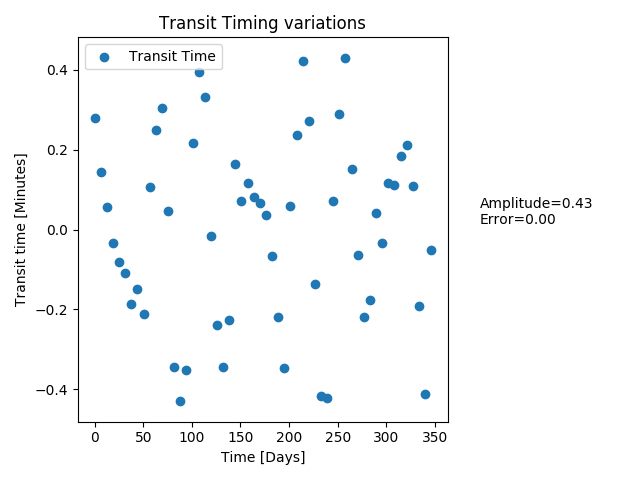 Transit Timing variations
Transit Time
0.4
0.2
0.0
−0.2
−0.4
Transit time [Minutes]
Amplitude=0.43
Error=0.00
0 50 100 150 200 250 300 350
Time [Days]